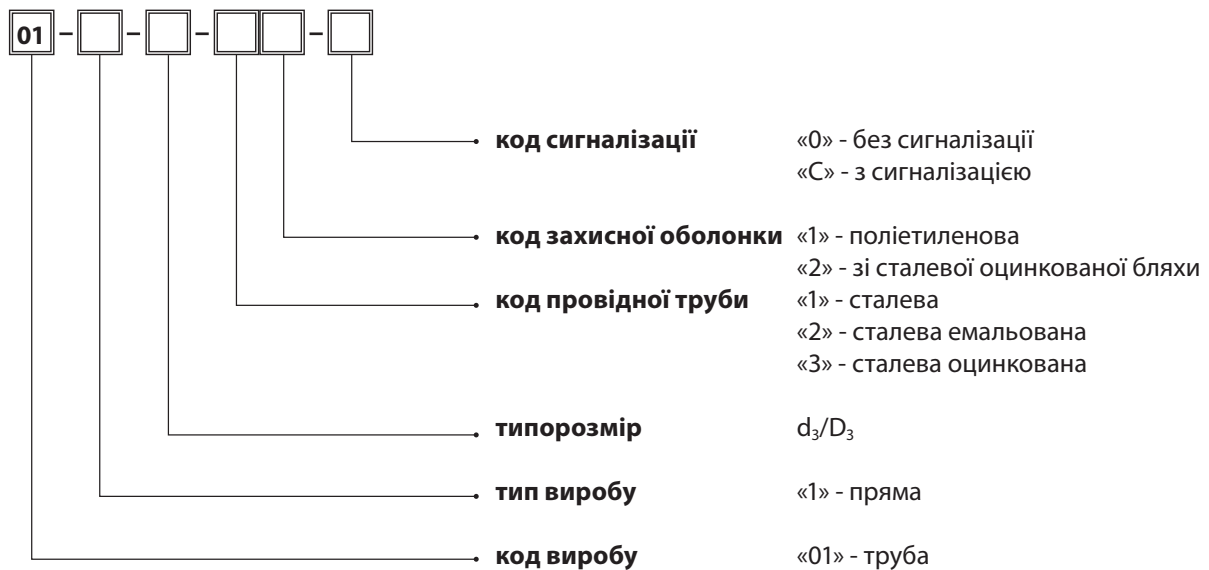 01 - - - -
код сигналізації «0» - без сигналізації
«С» - з сигналізацією
код захисної оболонки «1» - поліетиленова
«2» - зі сталевої оцинкованої бляхи
код провідної труби «1» - сталева
«2» - сталева емальована
«3» - сталева оцинкована
типорозмір d₃/D₃
тип виробу «1» - пряма
код виробу «01» - труба